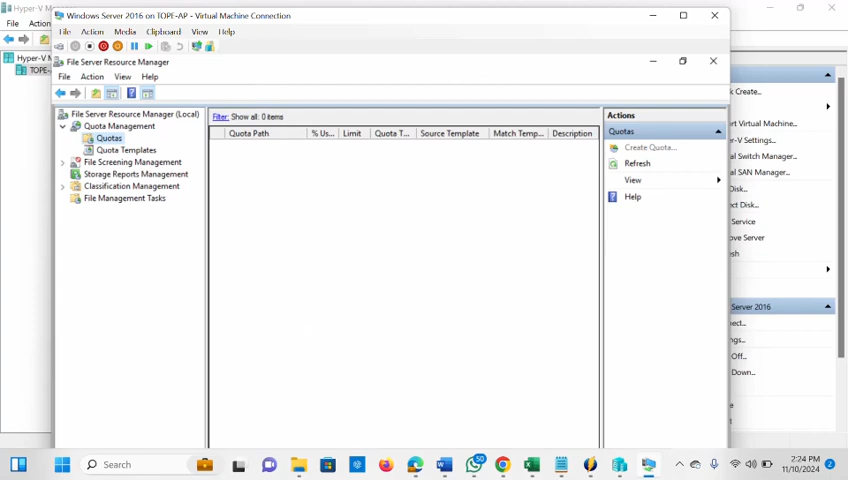 Hyper-V M
File
Action
Hyper-V M
TOPE-
Windows Server 2016 on TOPE-AP - Virtual Machine Connection
File Action Media Clipboard View Help
File Server Resource Manager
File Action View Help
File Server Resource Manager (Local)
Quota Management
Quotas
Quota Templates
File Screening Management
Storage Reports Management
Classification Management
File Management Tasks
Filter: Show all: 0 items
Quota Path % Us... Limit Quota T... Source Template Match Temp... Description
Actions
Quotas
Create Quota...
Refresh
View
Help
k Create...
rt Virtual Machine...
r-V Settings...
al Switch Manager...
al SAN Manager...
Disk...
ct Disk...
Service
ove Server
sh
Server 2016
ect...
ngs...
Off...
Down...
Search
50
2:24 PM
11/10/2024
2